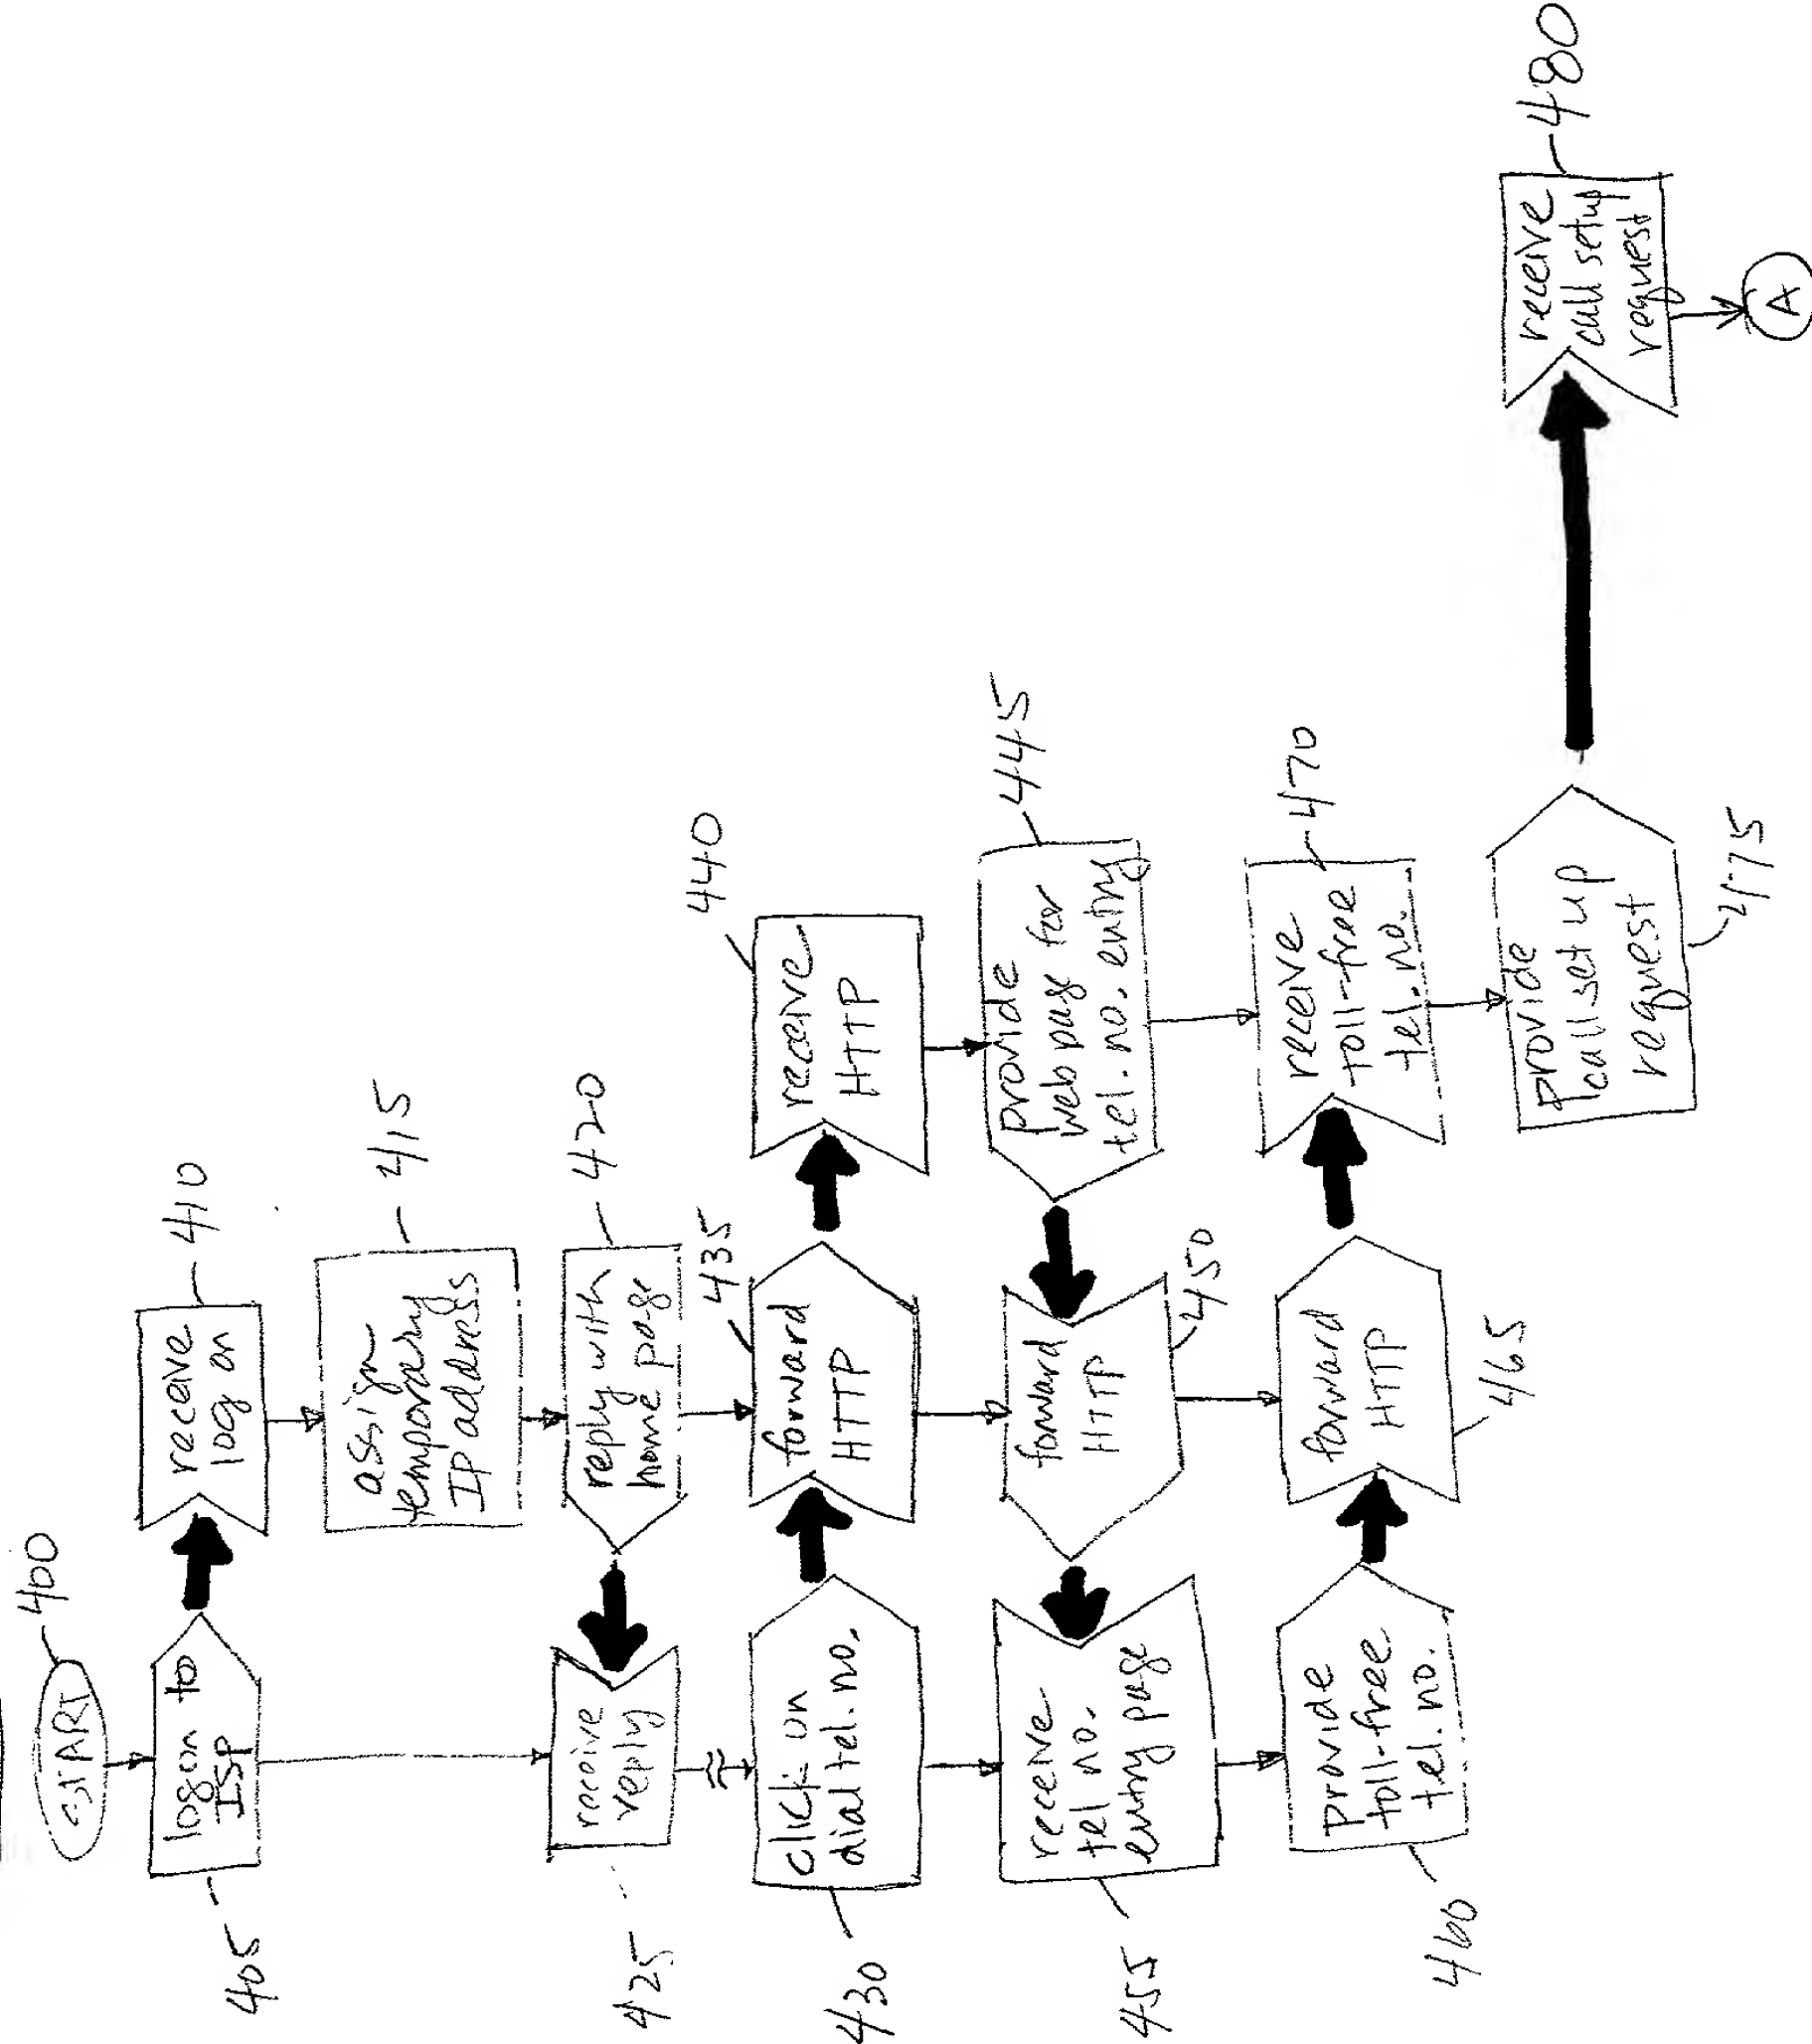 START
400
logon to
ISP
405
receive
log on
410
assign
temporary
IP address
415
reply with
home page
420
receive
reply
425
click on
dial tel. no.
430
forward
HTTP
435
receive
HTTP
440
provide
web page for
tel. no. entry
445
forward
HTTP
450
receive
tel no.
entry page
455
provide
toll-free
tel. no.
460
forward
HTTP
465
receive
toll-free
tel. no.
470
provide
call set up
request
475
receive
call setup
request
480
A